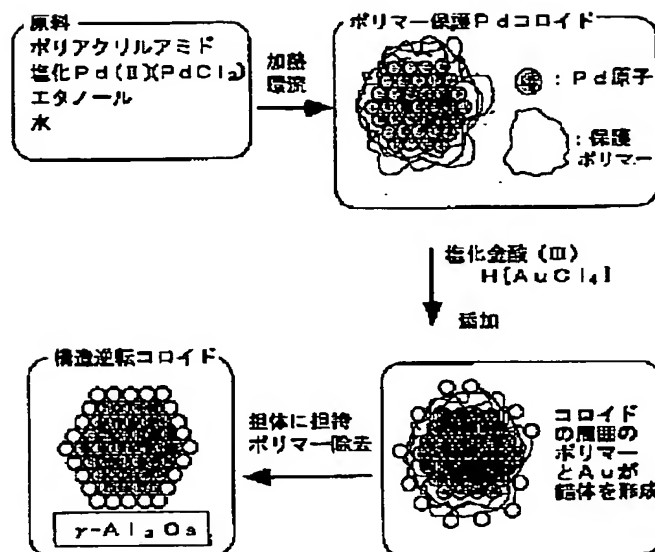 原料
ポリアクリルアミド
塩化Pd(Ⅱ)(PdCl₂)
エタノール
水
加熱
環流
ポリマー保護Pdコロイド
:Pd原子
:保護
ポリマー
塩化金酸(Ⅲ)
H[AuCl₄]
添加
コロイド
の周囲の
ポリマー
とAuが
錯体を形成
担体に担持
ポリマー除去
構造逆転コロイド
γ-Al₂O₃